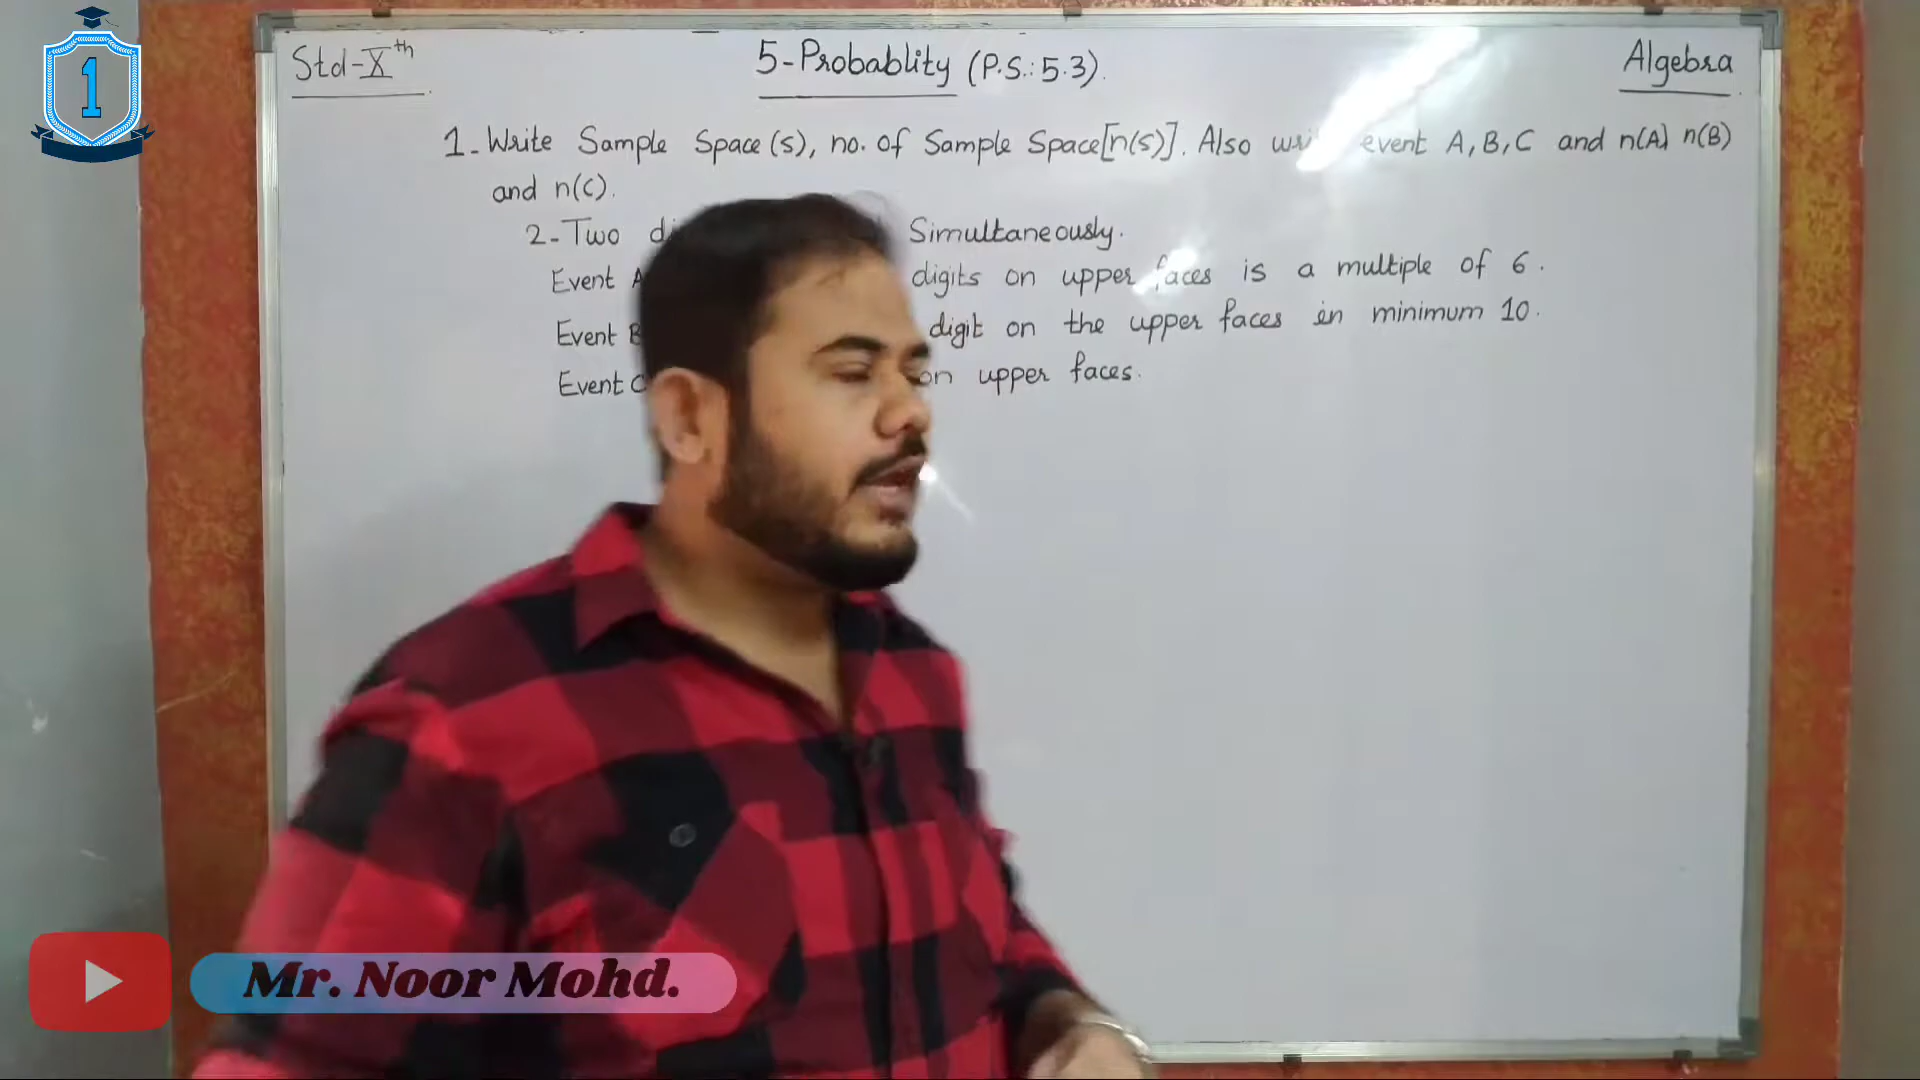 1
Std-Xth
5-Probablity (P.S.:5.3).
Algebra
1-Write Sample Space (s), no. of Sample Space[n(s)]. Also event A, B, C and n(A) n(B)
and n(C).
2-Two Simultaneously.
Event A digits on upper faces is a multiple of 6.
Event B digit on the upper faces in minimum 10.
Event C on upper faces.
Mr. Noor Mohd.